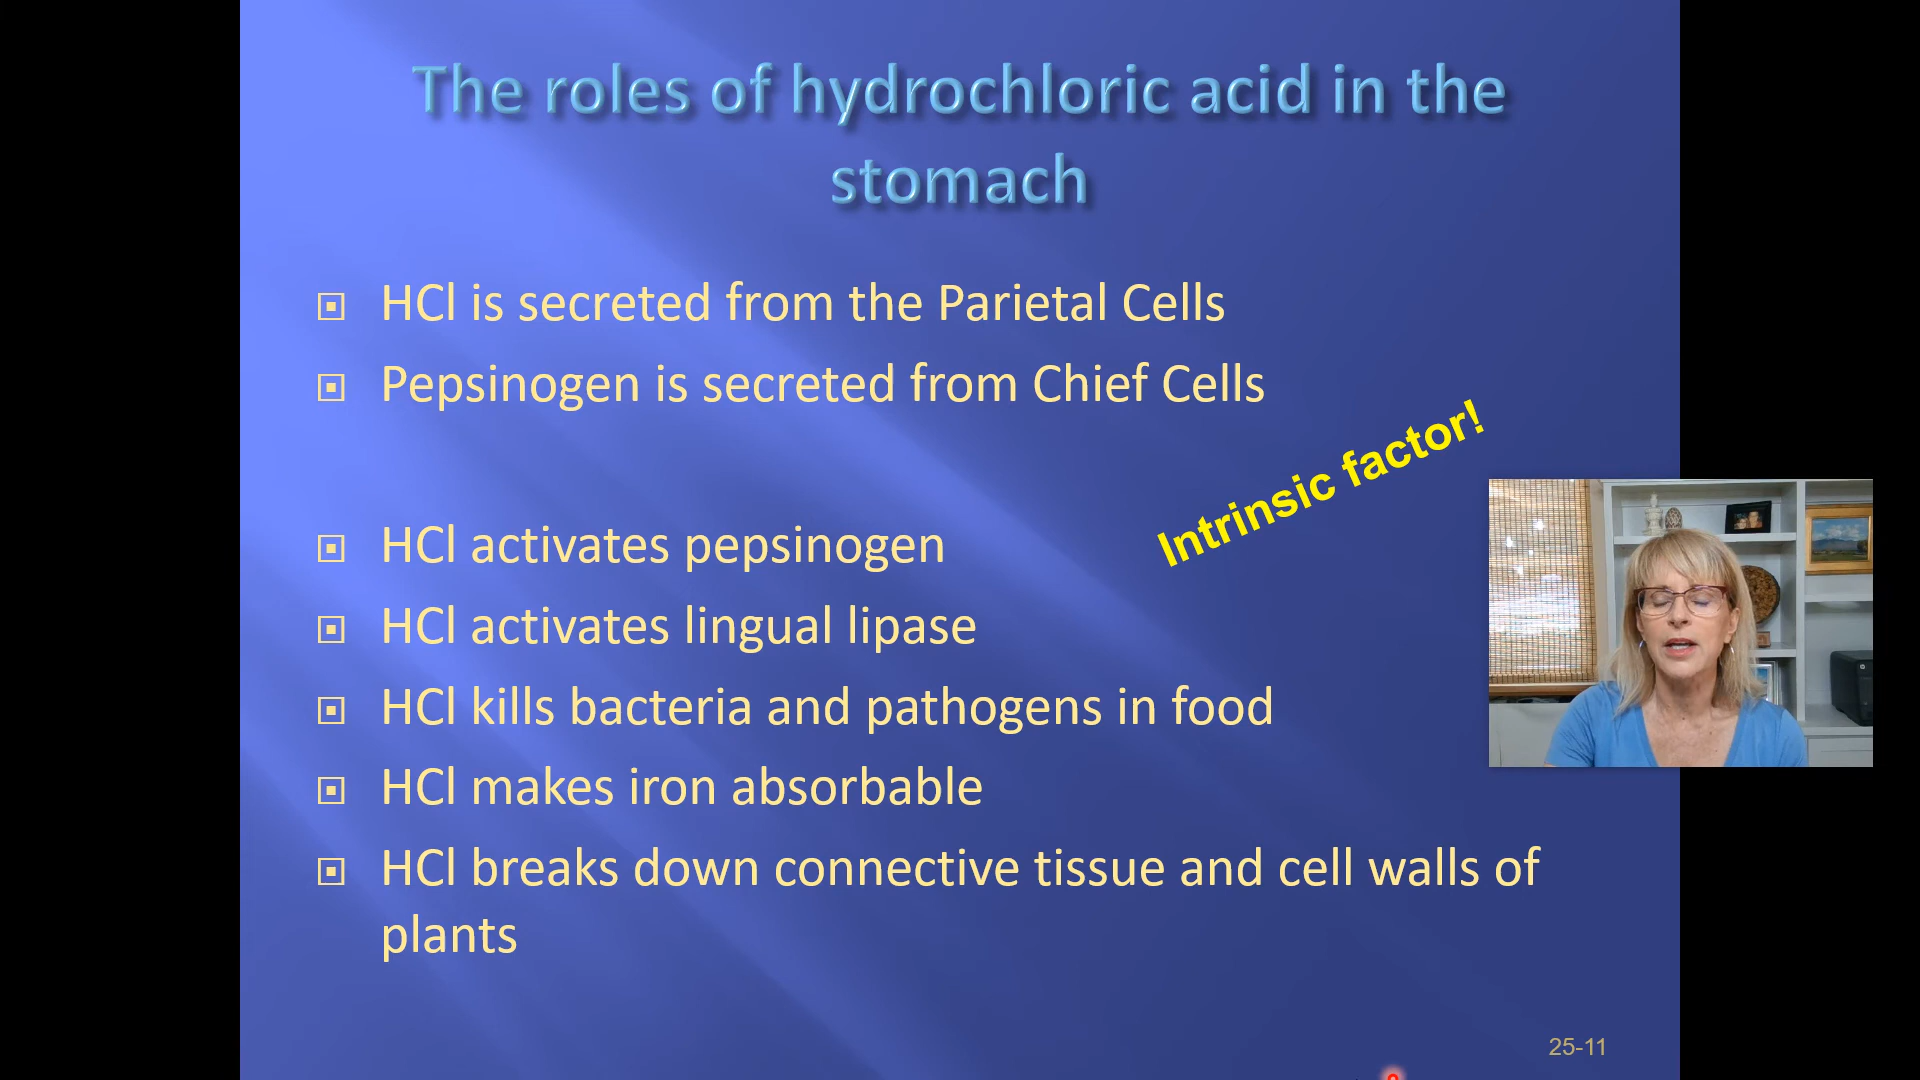 The roles of hydrochloric acid in the
stomach
HCl is secreted from the Parietal Cells
Pepsinogen is secreted from Chief Cells
Intrinsic factor!
HCl activates pepsinogen
HCl activates lingual lipase
HCl kills bacteria and pathogens in food
HCl makes iron absorbable
HCl breaks down connective tissue and cell walls of
plants
25-11